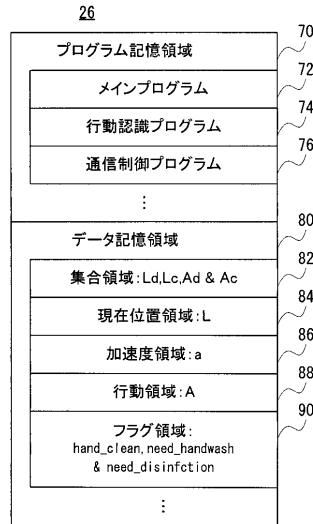 26
プログラム記憶領域
70
メインプログラム
72
行動認識プログラム
74
通信制御プログラム
76
⋮
データ記憶領域
80
集合領域:Ld,Lc,Ad & Ac
82
現在位置領域:L
84
加速度領域:a
86
行動領域:A
88
フラグ領域:
90
hand_clean,need_handwash
& need_disinfction
⋮